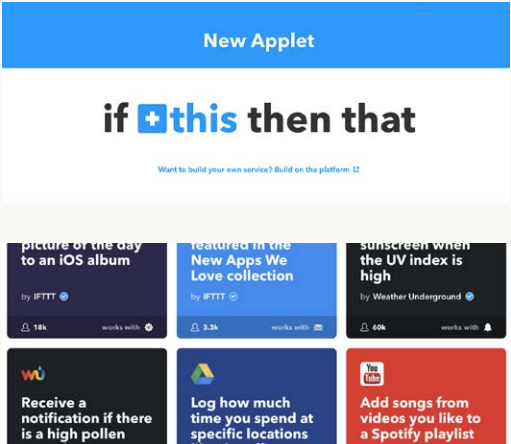 New Applet
if this then that
Want to build your own service? Build on the platform
picture of the day
to an iOS album
by IFTTT
18k works with
featured in the
New Apps We
Love collection
by IFTTT
3.3k works with
sunscreen when
the UV index is
high
by Weather Underground
60k works with
wu
Receive a
notification if there
is a high pollen
Log how much
time you spend at
specific locations
You
Tube
Add songs from
videos you like to
a Spotify playlist